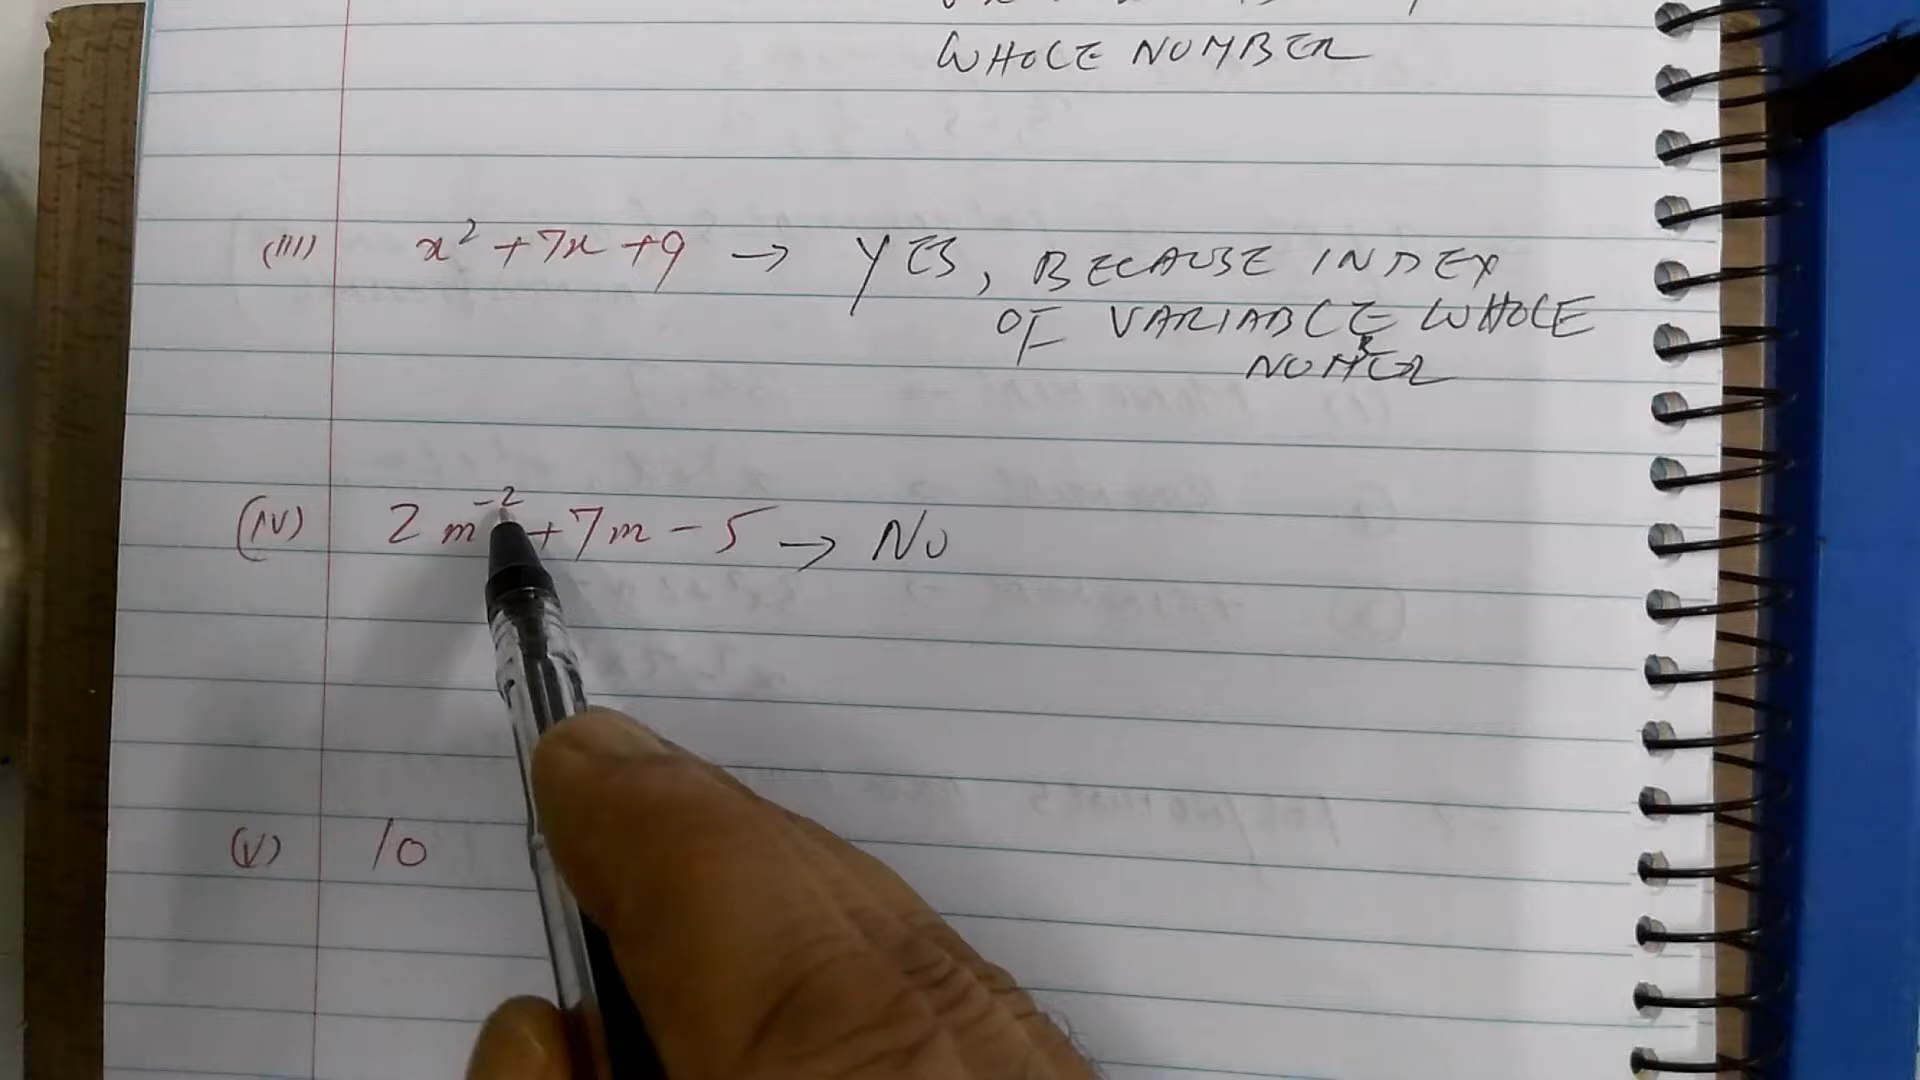 WHOLE NUMBER
(III) x² + 7x + 9 → YES, BECAUSE INDEX
OF VARIABLE WHOLE
NUMBER
(IV) 2m⁻² + 7m - 5 → No
(V) 10